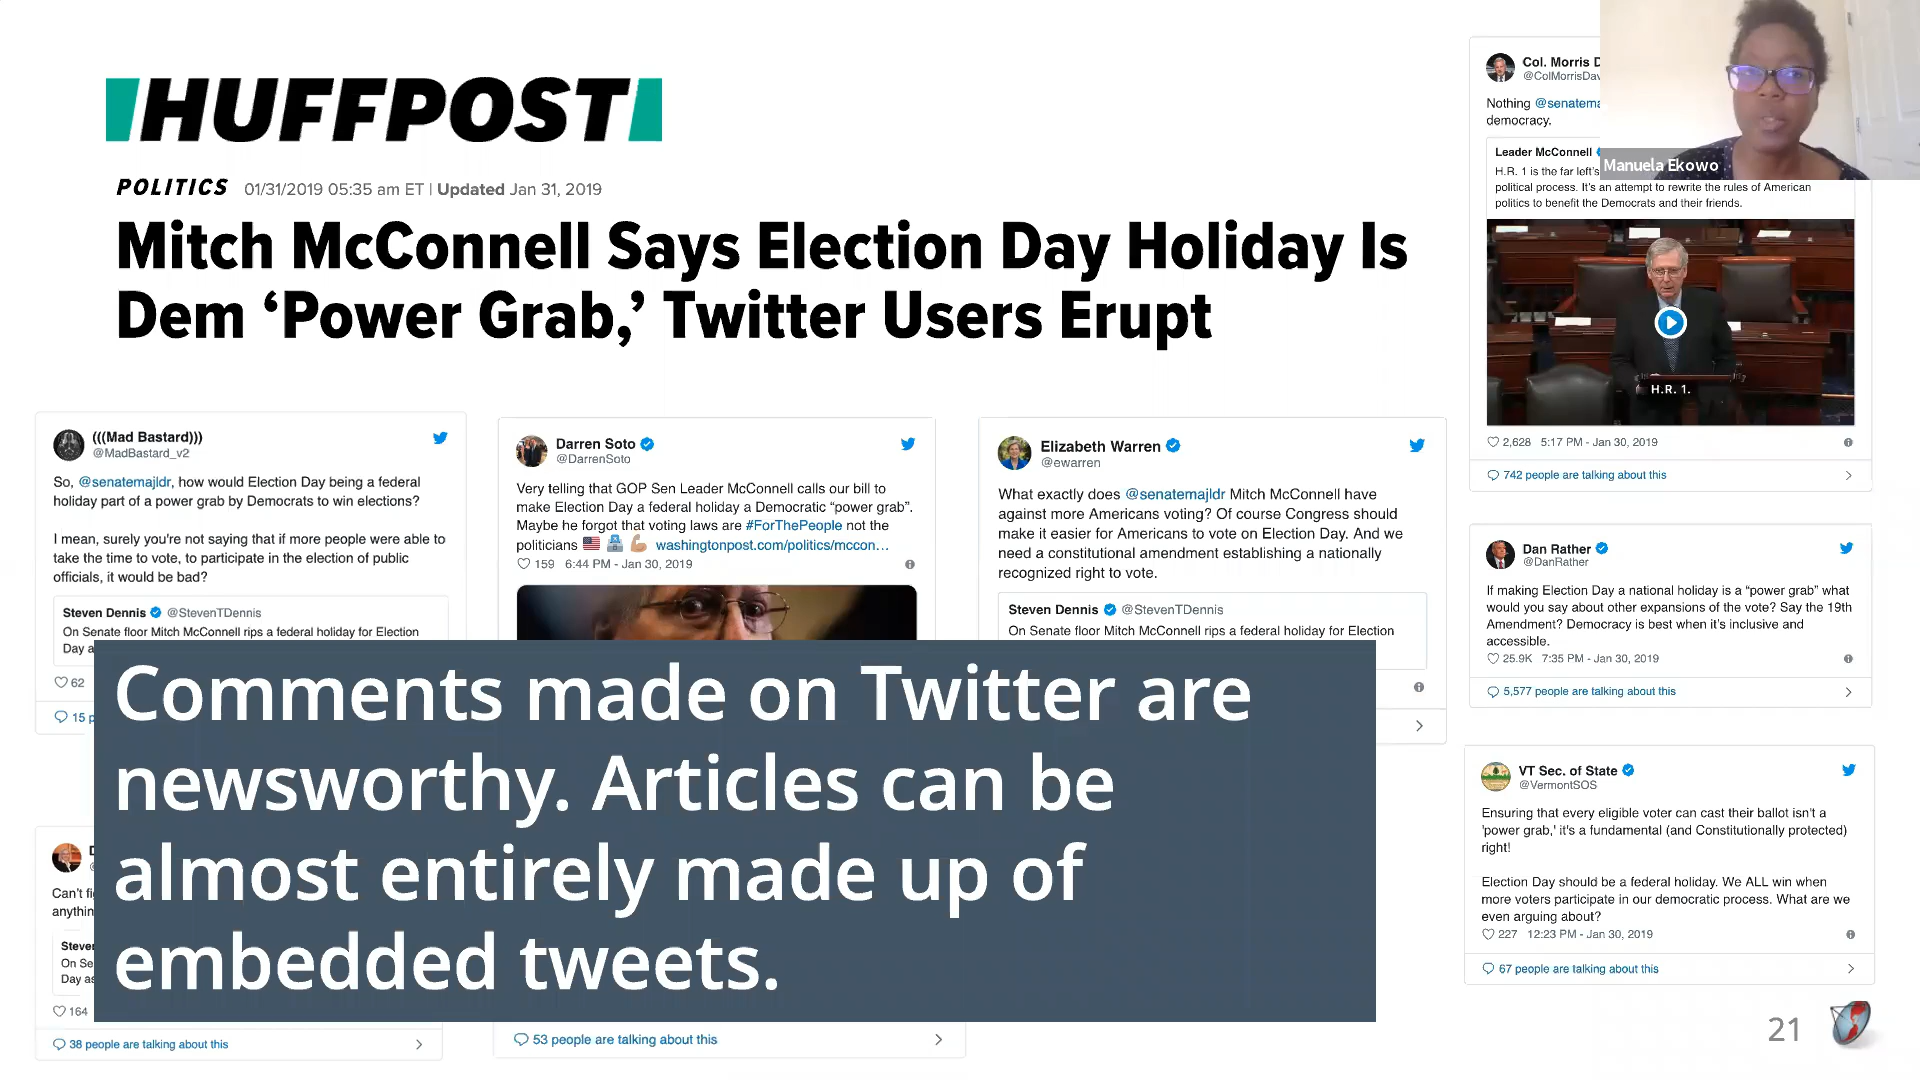 HUFFPOST
POLITICS 01/31/2019 05:35 am ET | Updated Jan 31, 2019
Mitch McConnell Says Election Day Holiday Is
Dem ‘Power Grab,’ Twitter Users Erupt
(((Mad Bastard)))
@MadBastard_v2
So, @senatemajldr, how would Election Day being a federal
holiday part of a power grab by Democrats to win elections?
I mean, surely you're not saying that if more people were able to
take the time to vote, to participate in the election of public
officials, it would be bad?
Steven Dennis @StevenTDennis
On Senate floor Mitch McConnell rips a federal holiday for Election
Day a
62
15 p
Darren Soto
@DarrenSoto
Very telling that GOP Sen Leader McConnell calls our bill to
make Election Day a federal holiday a Democratic “power grab”.
Maybe he forgot that voting laws are #ForThePeople not the
politicians washingtonpost.com/politics/mccon…
159 6:44 PM - Jan 30, 2019
Elizabeth Warren
@ewarren
What exactly does @senatemajldr Mitch McConnell have
against more Americans voting? Of course Congress should
make it easier for Americans to vote on Election Day. And we
need a constitutional amendment establishing a nationally
recognized right to vote.
Steven Dennis @StevenTDennis
On Senate floor Mitch McConnell rips a federal holiday for Election
Col. Morris D
@ColMorrisDav
Nothing @senatema
democracy.
Leader McConnell
H.R. 1 is the far left's
political process. It's an attempt to rewrite the rules of American
politics to benefit the Democrats and their friends.
H.R. 1.
2,628 5:17 PM - Jan 30, 2019
742 people are talking about this
Manuela Ekowo
Dan Rather
@DanRather
If making Election Day a national holiday is a “power grab” what
would you say about other expansions of the vote? Say the 19th
Amendment? Democracy is best when it’s inclusive and
accessible.
25.9K 7:35 PM - Jan 30, 2019
5,577 people are talking about this
VT Sec. of State
@VermontSOS
Ensuring that every eligible voter can cast their ballot isn't a
'power grab,' it's a fundamental (and Constitutionally protected)
right!
Election Day should be a federal holiday. We ALL win when
more voters participate in our democratic process. What are we
even arguing about?
227 12:23 PM - Jan 30, 2019
67 people are talking about this
Can't fi
anythin
Steve
On Se
Day as
164
38 people are talking about this
53 people are talking about this
Comments made on Twitter are
newsworthy. Articles can be
almost entirely made up of
embedded tweets.
21